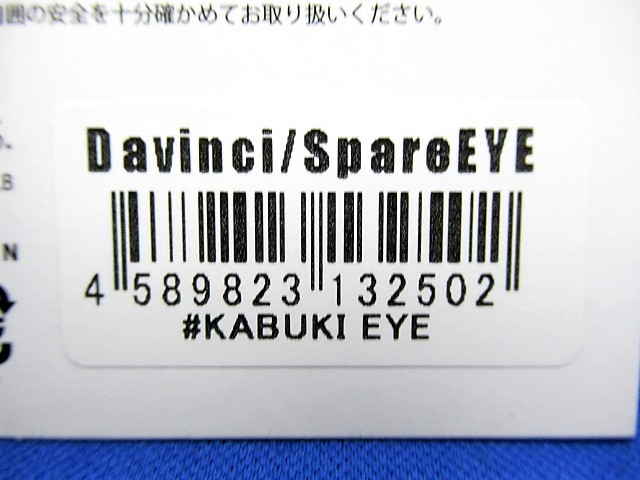 囲の安全を十分確かめてお取り扱いください。
Davinci/SpareEYE
4 589823 132502
#KABUKI EYE